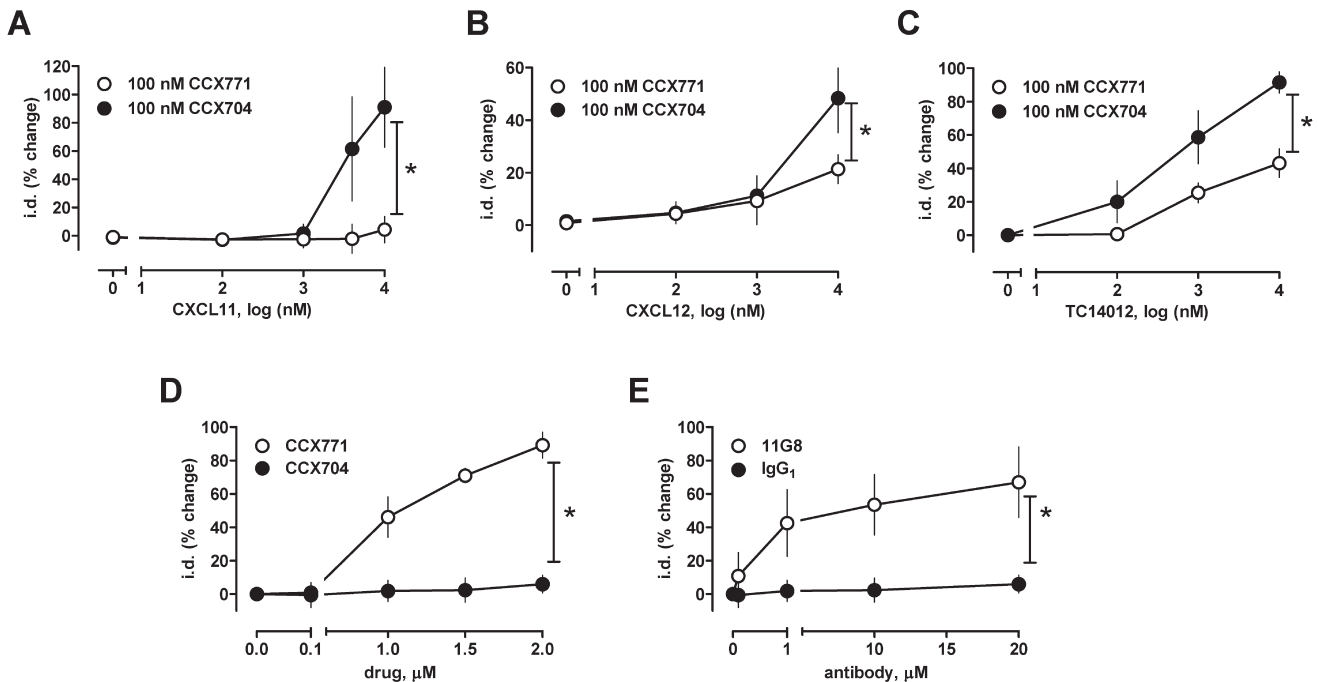 A
i.d. (% change)
120
100
80
60
40
20
0
100 nM CCX771
100 nM CCX704
*
0 1 2 3 4
CXCL11, log (nM)
B
i.d. (% change)
60
40
20
0
100 nM CCX771
100 nM CCX704
*
0 1 2 3 4
CXCL12, log (nM)
C
i.d. (% change)
100
80
60
40
20
0
100 nM CCX771
100 nM CCX704
*
0 1 2 3 4
TC14012, log (nM)
D
i.d. (% change)
100
80
60
40
20
0
CCX771
CCX704
*
0.0 0.1 1.0 1.5 2.0
drug, µM
E
i.d. (% change)
100
80
60
40
20
0
11G8
IgG₁
*
0 1 10 15 20
antibody, µM